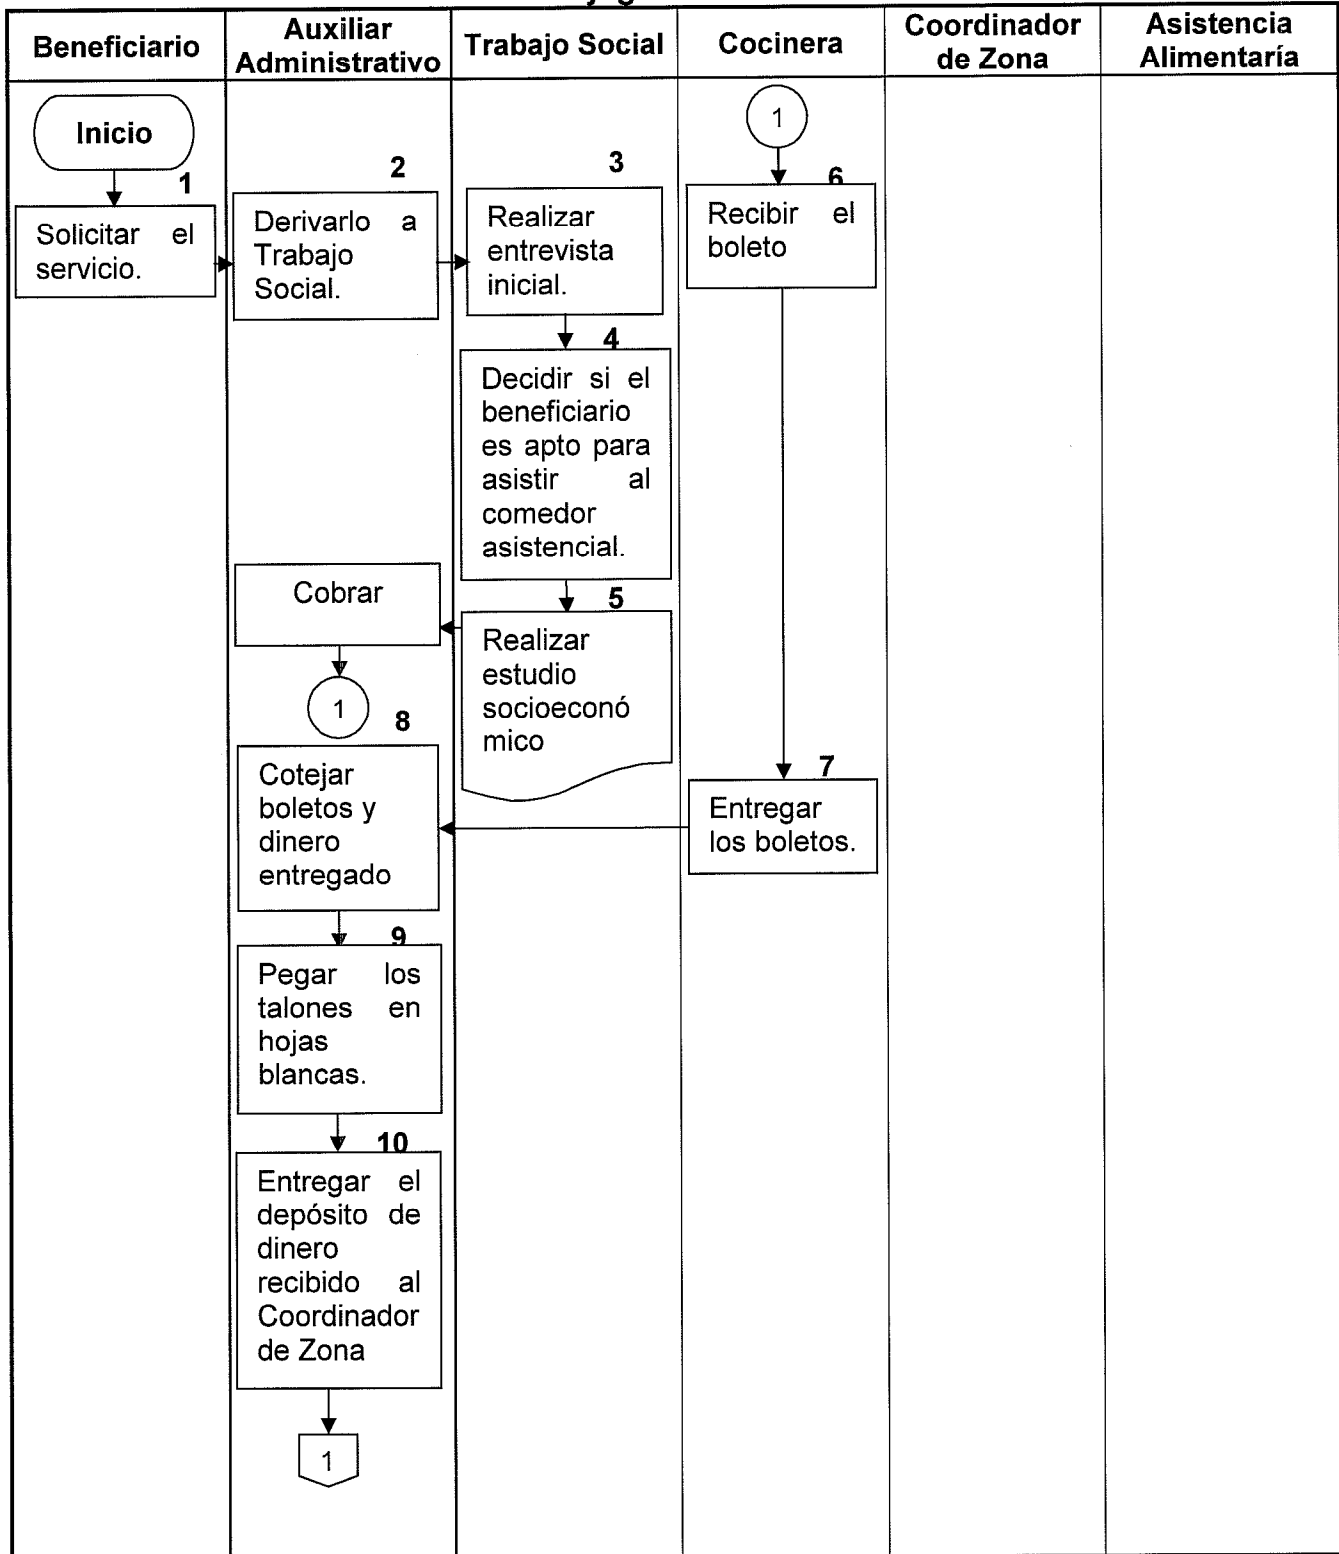 Beneficiario
Auxiliar
Administrativo
Trabajo Social
Cocinera
Coordinador
de Zona
Asistencia
Alimentaría
Inicio
1
Solicitar el
servicio.
2
Derivarlo a
Trabajo
Social.
3
Realizar
entrevista
inicial.
4
Decidir si el
beneficiario
es apto para
asistir al
comedor
asistencial.
5
Realizar
estudio
socioeconó
mico
Cobrar
1
1
6
Recibir el
boleto
7
Entregar
los boletos.
8
Cotejar
boletos y
dinero
entregado
9
Pegar los
talones en
hojas
blancas.
10
Entregar el
depósito de
dinero
recibido al
Coordinador
de Zona
1